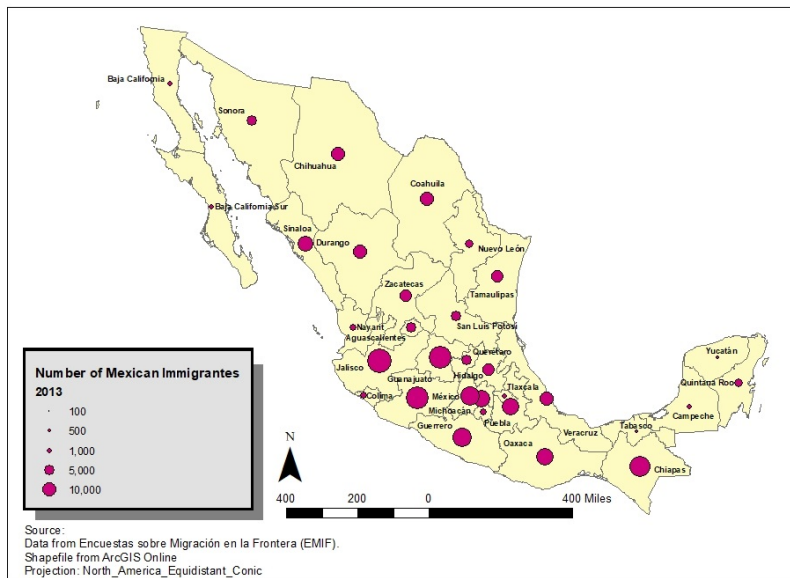 Baja California
Sonora
Chihuahua
Coahuila
Baja California Sur
Sinaloa
Durango
Nuevo León
Zacatecas
Tamaulipas
Nayarit
San Luis Potosí
Aguascalientes
Yucatán
Number of Mexican Immigrantes
2013
100
500
1,000
5,000
10,000
Jalisco
Querétaro
Guanajuato
Hidalgo
Quintana Roo
Colima
México
Tlaxcala
Michoacán
Campeche
Guerrero
Puebla
Veracruz
Tabasco
Oaxaca
Chiapas
N
400 200 0 400 Miles
Source:
Data from Encuestas sobre Migración en la Frontera (EMIF).
Shapefile from ArcGIS Online
Projection: North_America_Equidistant_Conic